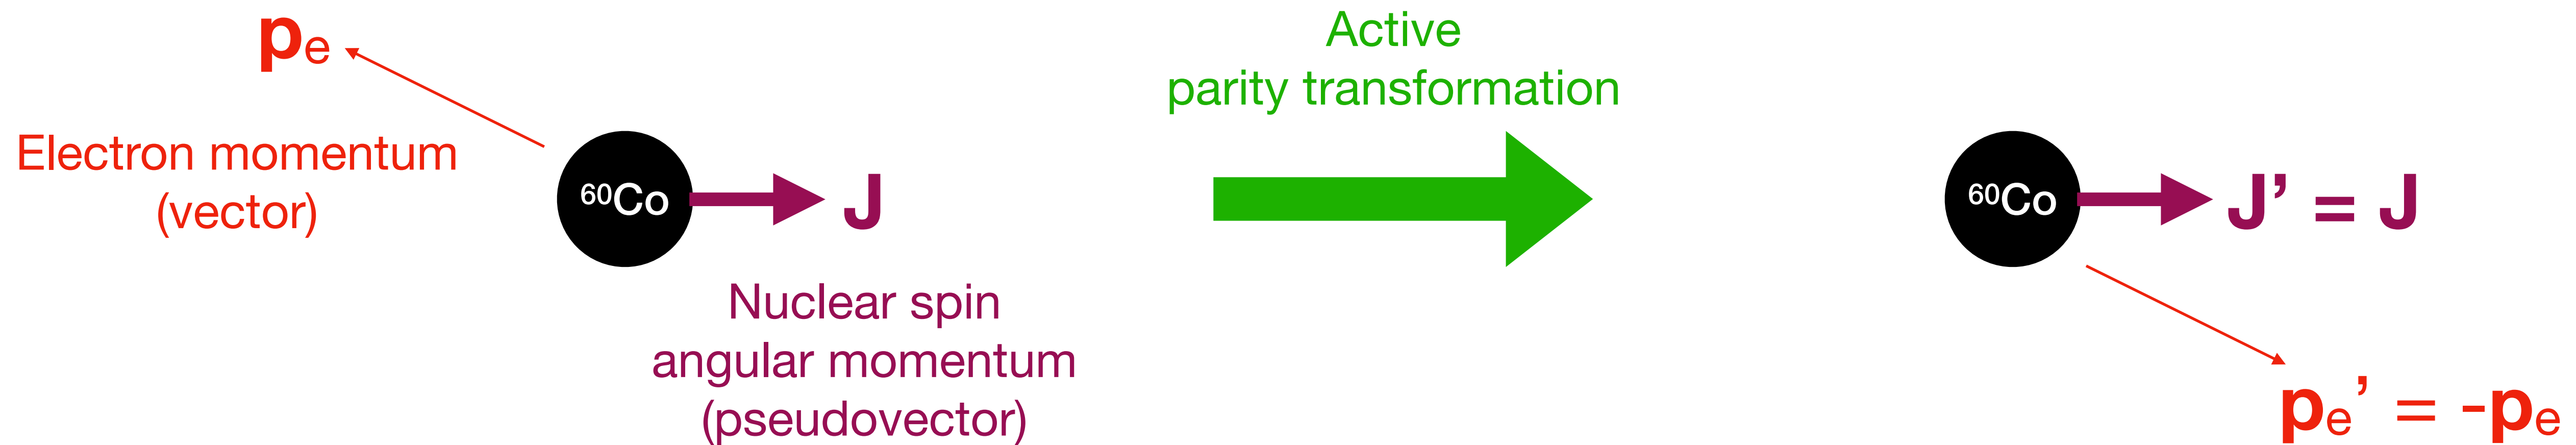 pe
Electron momentum
(vector)
⁶⁰Co
J
Nuclear spin
angular momentum
(pseudovector)
Active
parity transformation
⁶⁰Co
J’ = J
pe’ = -pe